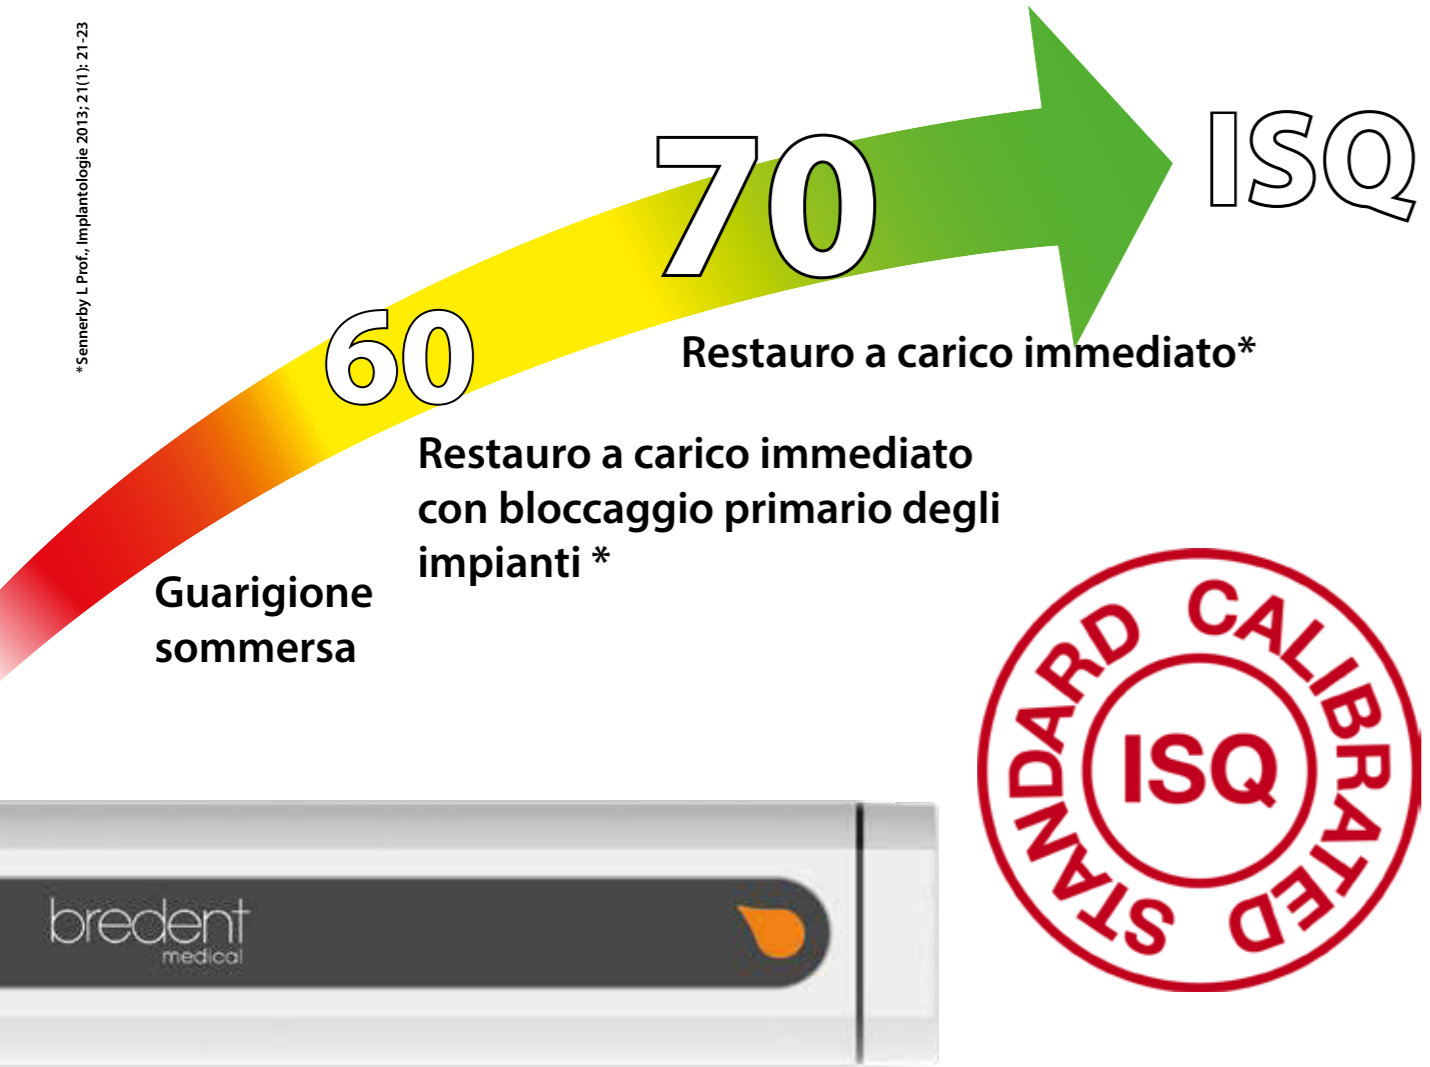 *Sennerby L Prof., Implantologie 2013; 21(1): 21-23
ISQ
70
60
Restauro a carico immediato*
Restauro a carico immediato
con bloccaggio primario degli
impianti *
Guarigione
sommersa
STANDARD CALIBRATED
ISQ
bredent
medical